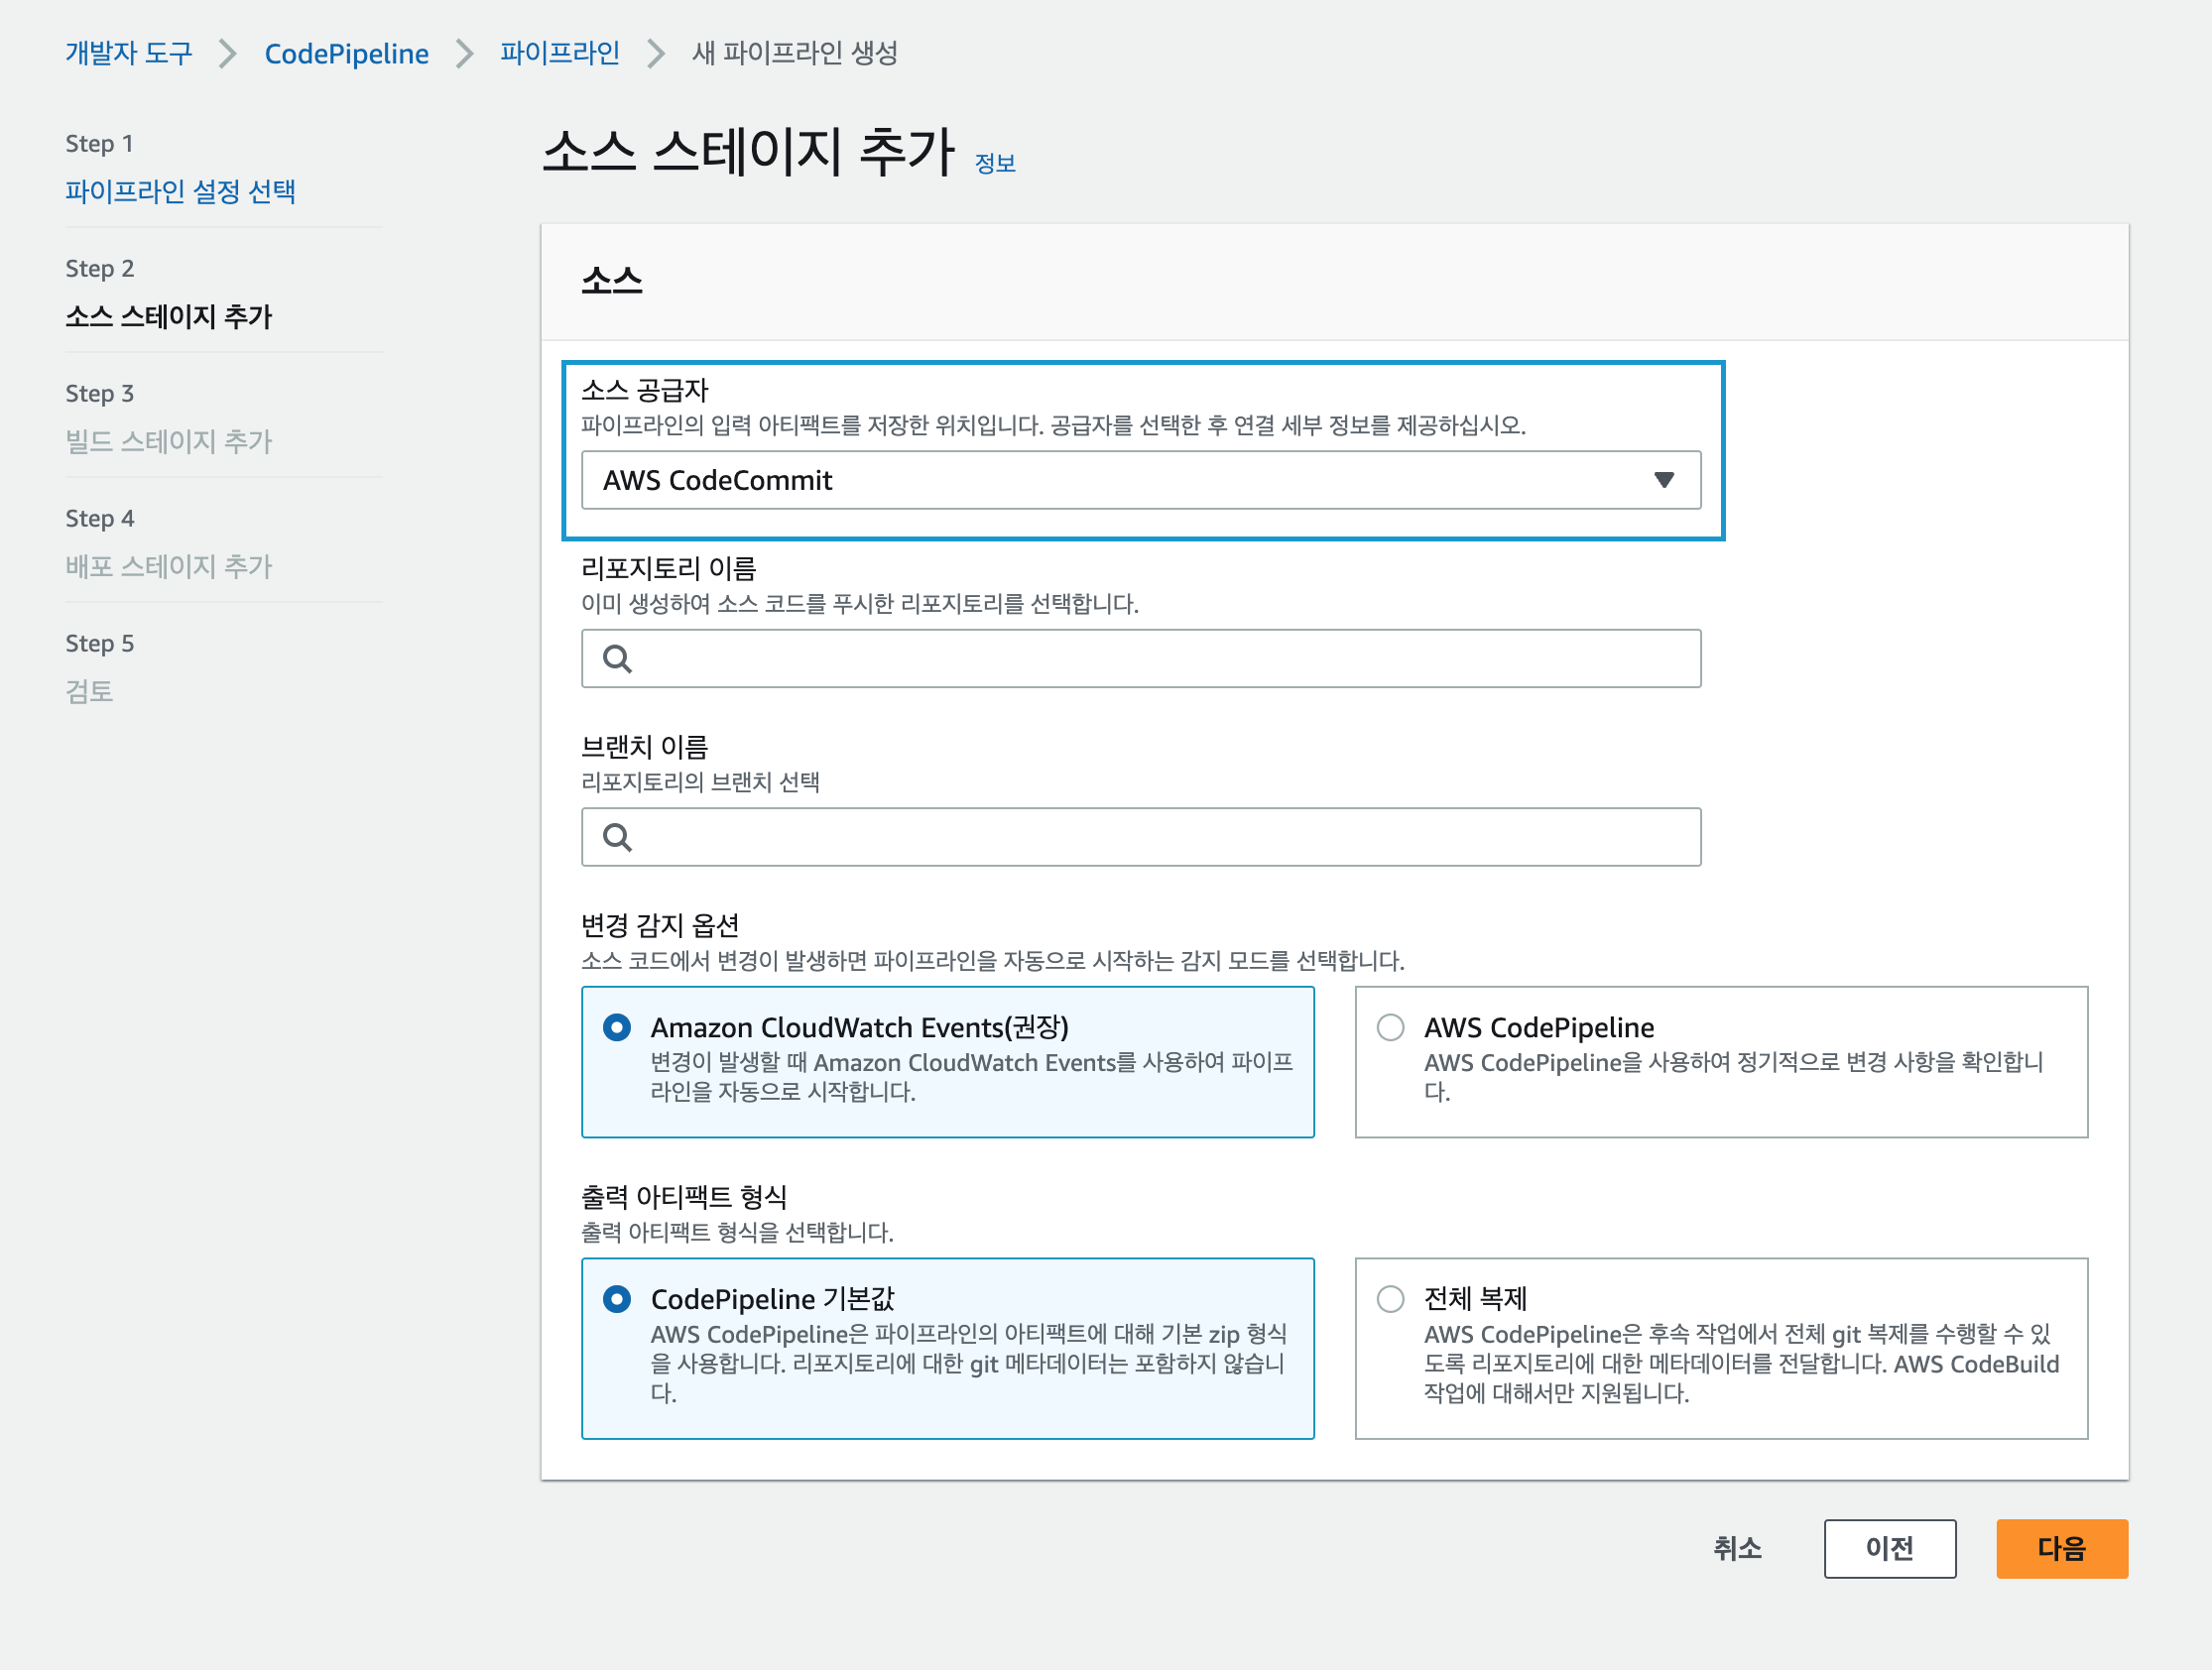 개발자 도구 > CodePipeline > 파이프라인 > 새 파이프라인 생성
Step 1
파이프라인 설정 선택
Step 2
소스 스테이지 추가
Step 3
빌드 스테이지 추가
Step 4
배포 스테이지 추가
Step 5
검토
소스 스테이지 추가 정보
소스
소스 공급자
파이프라인의 입력 아티팩트를 저장한 위치입니다. 공급자를 선택한 후 연결 세부 정보를 제공하십시오.
AWS CodeCommit
리포지토리 이름
이미 생성하여 소스 코드를 푸시한 리포지토리를 선택합니다.
브랜치 이름
리포지토리의 브랜치 선택
변경 감지 옵션
소스 코드에서 변경이 발생하면 파이프라인을 자동으로 시작하는 감지 모드를 선택합니다.
Amazon CloudWatch Events(권장)
변경이 발생할 때 Amazon CloudWatch Events를 사용하여 파이프
라인을 자동으로 시작합니다.
AWS CodePipeline
AWS CodePipeline을 사용하여 정기적으로 변경 사항을 확인합니
다.
출력 아티팩트 형식
출력 아티팩트 형식을 선택합니다.
CodePipeline 기본값
AWS CodePipeline은 파이프라인의 아티팩트에 대해 기본 zip 형식
을 사용합니다. 리포지토리에 대한 git 메타데이터는 포함하지 않습니
다.
전체 복제
AWS CodePipeline은 후속 작업에서 전체 git 복제를 수행할 수 있
도록 리포지토리에 대한 메타데이터를 전달합니다. AWS CodeBuild
작업에 대해서만 지원됩니다.
취소
이전
다음